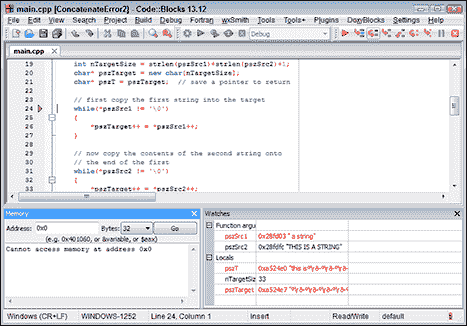 main.cpp [ConcatenateError2] - Code::Blocks 13.12
File Edit View Search Project Build Debug Fortran wxSmith Tools Tools+ Plugins DoxyBlocks Settings Help
Debug
main.cpp
19 int nTargetSize = strlen(pszSrc1)+strlen(pszSrc2)+1;
20 char* pszTarget = new char[nTargetSize];
21 char* pszT = pszTarget; // save a pointer to return
22
23 // first copy the first string into the target
24 while(*pszSrc1 != '\0')
25 {
26 *pszTarget++ = *pszSrc1++;
27 }
28
29 // now copy the contents of the second string onto
30 // the end of the first
31 while(*pszSrc2 != '\0')
32 {
33 *pszTarget++ = *pszSrc2++;
Memory
Address: 0x0 Bytes: 32 Go
(e.g. 0x401060, or &variable, or $eax)
Cannot access memory at address 0x0
Watches
Function argu
pszSrc1 0x28fd03 " a string"
pszSrc2 "THIS IS A STRING"
Locals
pszT
nTargetSiz 33
pszTarget
Windows (CR+LF) WINDOWS-1252 Line 24, Column 1 Insert Read/Write default